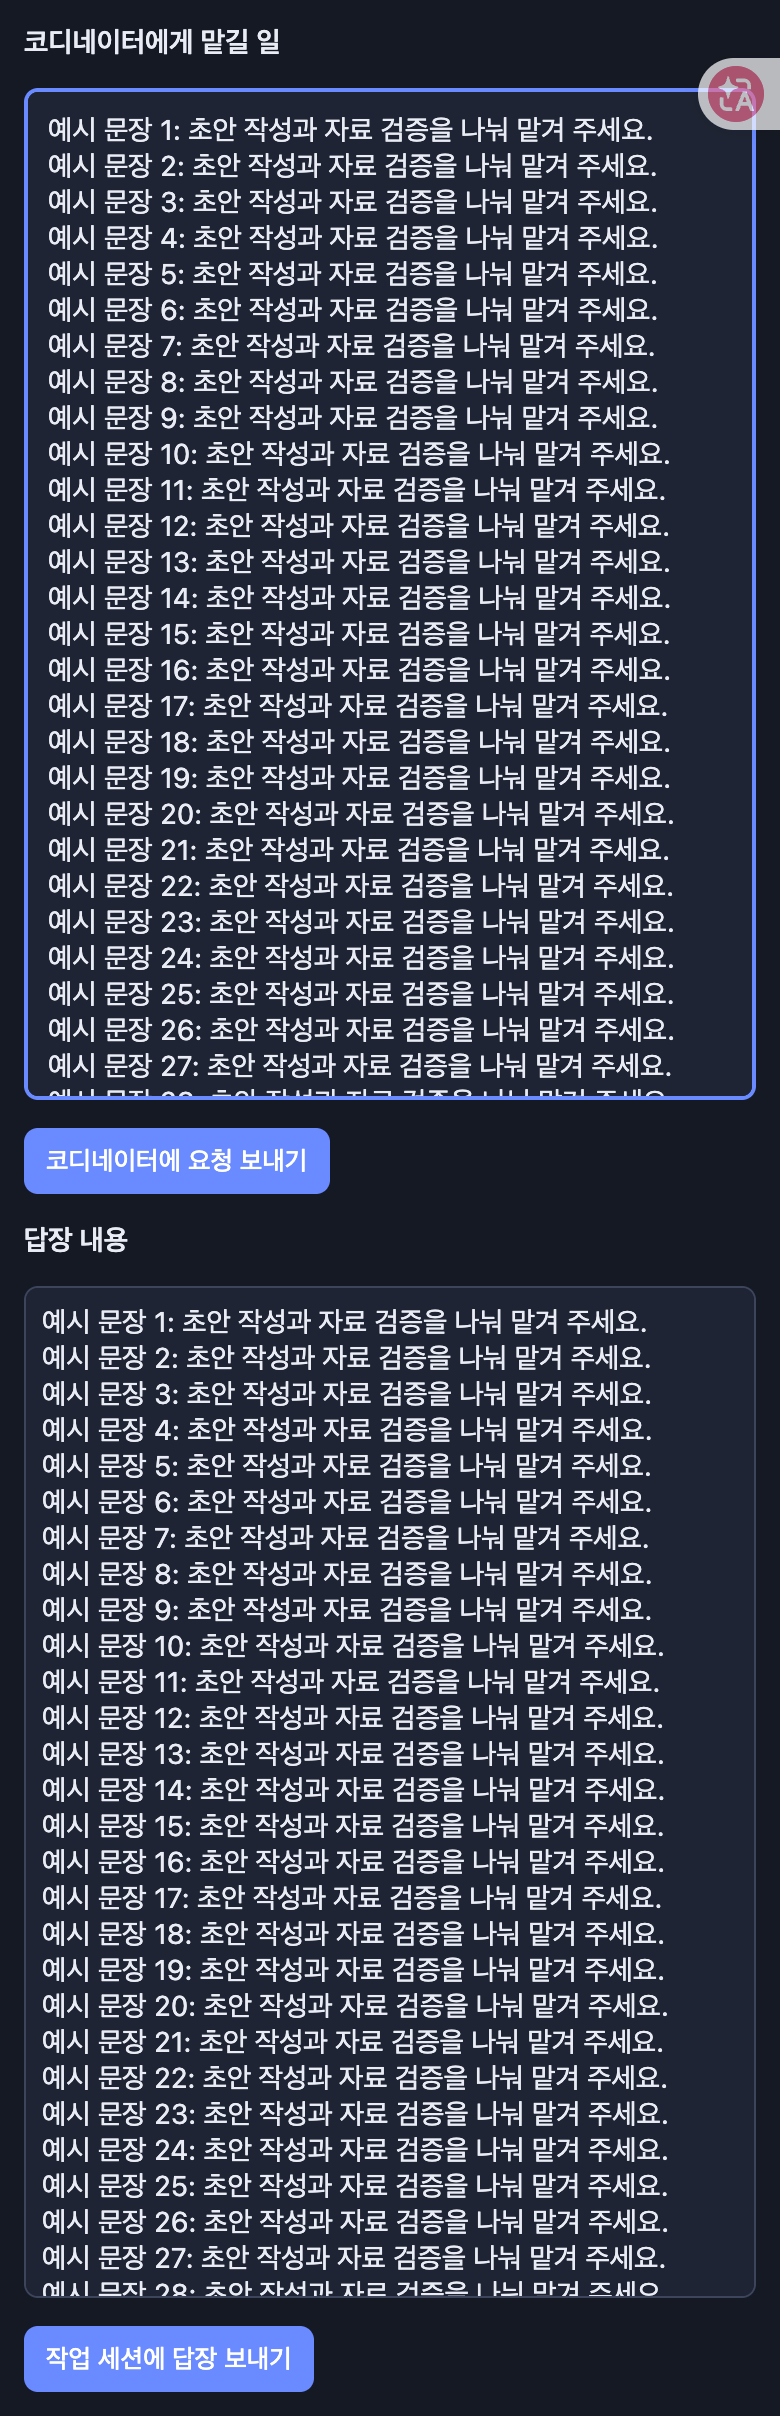 코디네이터에게 맡길 일
예시 문장 1: 초안 작성과 자료 검증을 나눠 맡겨 주세요.
예시 문장 2: 초안 작성과 자료 검증을 나눠 맡겨 주세요.
예시 문장 3: 초안 작성과 자료 검증을 나눠 맡겨 주세요.
예시 문장 4: 초안 작성과 자료 검증을 나눠 맡겨 주세요.
예시 문장 5: 초안 작성과 자료 검증을 나눠 맡겨 주세요.
예시 문장 6: 초안 작성과 자료 검증을 나눠 맡겨 주세요.
예시 문장 7: 초안 작성과 자료 검증을 나눠 맡겨 주세요.
예시 문장 8: 초안 작성과 자료 검증을 나눠 맡겨 주세요.
예시 문장 9: 초안 작성과 자료 검증을 나눠 맡겨 주세요.
예시 문장 10: 초안 작성과 자료 검증을 나눠 맡겨 주세요.
예시 문장 11: 초안 작성과 자료 검증을 나눠 맡겨 주세요.
예시 문장 12: 초안 작성과 자료 검증을 나눠 맡겨 주세요.
예시 문장 13: 초안 작성과 자료 검증을 나눠 맡겨 주세요.
예시 문장 14: 초안 작성과 자료 검증을 나눠 맡겨 주세요.
예시 문장 15: 초안 작성과 자료 검증을 나눠 맡겨 주세요.
예시 문장 16: 초안 작성과 자료 검증을 나눠 맡겨 주세요.
예시 문장 17: 초안 작성과 자료 검증을 나눠 맡겨 주세요.
예시 문장 18: 초안 작성과 자료 검증을 나눠 맡겨 주세요.
예시 문장 19: 초안 작성과 자료 검증을 나눠 맡겨 주세요.
예시 문장 20: 초안 작성과 자료 검증을 나눠 맡겨 주세요.
예시 문장 21: 초안 작성과 자료 검증을 나눠 맡겨 주세요.
예시 문장 22: 초안 작성과 자료 검증을 나눠 맡겨 주세요.
예시 문장 23: 초안 작성과 자료 검증을 나눠 맡겨 주세요.
예시 문장 24: 초안 작성과 자료 검증을 나눠 맡겨 주세요.
예시 문장 25: 초안 작성과 자료 검증을 나눠 맡겨 주세요.
예시 문장 26: 초안 작성과 자료 검증을 나눠 맡겨 주세요.
예시 문장 27: 초안 작성과 자료 검증을 나눠 맡겨 주세요.
코디네이터에 요청 보내기
답장 내용
예시 문장 1: 초안 작성과 자료 검증을 나눠 맡겨 주세요.
예시 문장 2: 초안 작성과 자료 검증을 나눠 맡겨 주세요.
예시 문장 3: 초안 작성과 자료 검증을 나눠 맡겨 주세요.
예시 문장 4: 초안 작성과 자료 검증을 나눠 맡겨 주세요.
예시 문장 5: 초안 작성과 자료 검증을 나눠 맡겨 주세요.
예시 문장 6: 초안 작성과 자료 검증을 나눠 맡겨 주세요.
예시 문장 7: 초안 작성과 자료 검증을 나눠 맡겨 주세요.
예시 문장 8: 초안 작성과 자료 검증을 나눠 맡겨 주세요.
예시 문장 9: 초안 작성과 자료 검증을 나눠 맡겨 주세요.
예시 문장 10: 초안 작성과 자료 검증을 나눠 맡겨 주세요.
예시 문장 11: 초안 작성과 자료 검증을 나눠 맡겨 주세요.
예시 문장 12: 초안 작성과 자료 검증을 나눠 맡겨 주세요.
예시 문장 13: 초안 작성과 자료 검증을 나눠 맡겨 주세요.
예시 문장 14: 초안 작성과 자료 검증을 나눠 맡겨 주세요.
예시 문장 15: 초안 작성과 자료 검증을 나눠 맡겨 주세요.
예시 문장 16: 초안 작성과 자료 검증을 나눠 맡겨 주세요.
예시 문장 17: 초안 작성과 자료 검증을 나눠 맡겨 주세요.
예시 문장 18: 초안 작성과 자료 검증을 나눠 맡겨 주세요.
예시 문장 19: 초안 작성과 자료 검증을 나눠 맡겨 주세요.
예시 문장 20: 초안 작성과 자료 검증을 나눠 맡겨 주세요.
예시 문장 21: 초안 작성과 자료 검증을 나눠 맡겨 주세요.
예시 문장 22: 초안 작성과 자료 검증을 나눠 맡겨 주세요.
예시 문장 23: 초안 작성과 자료 검증을 나눠 맡겨 주세요.
예시 문장 24: 초안 작성과 자료 검증을 나눠 맡겨 주세요.
예시 문장 25: 초안 작성과 자료 검증을 나눠 맡겨 주세요.
예시 문장 26: 초안 작성과 자료 검증을 나눠 맡겨 주세요.
예시 문장 27: 초안 작성과 자료 검증을 나눠 맡겨 주세요.
예시 문장 28: 초안 작성과 자료 검증을 나눠 맡겨 주세요.
작업 세션에 답장 보내기